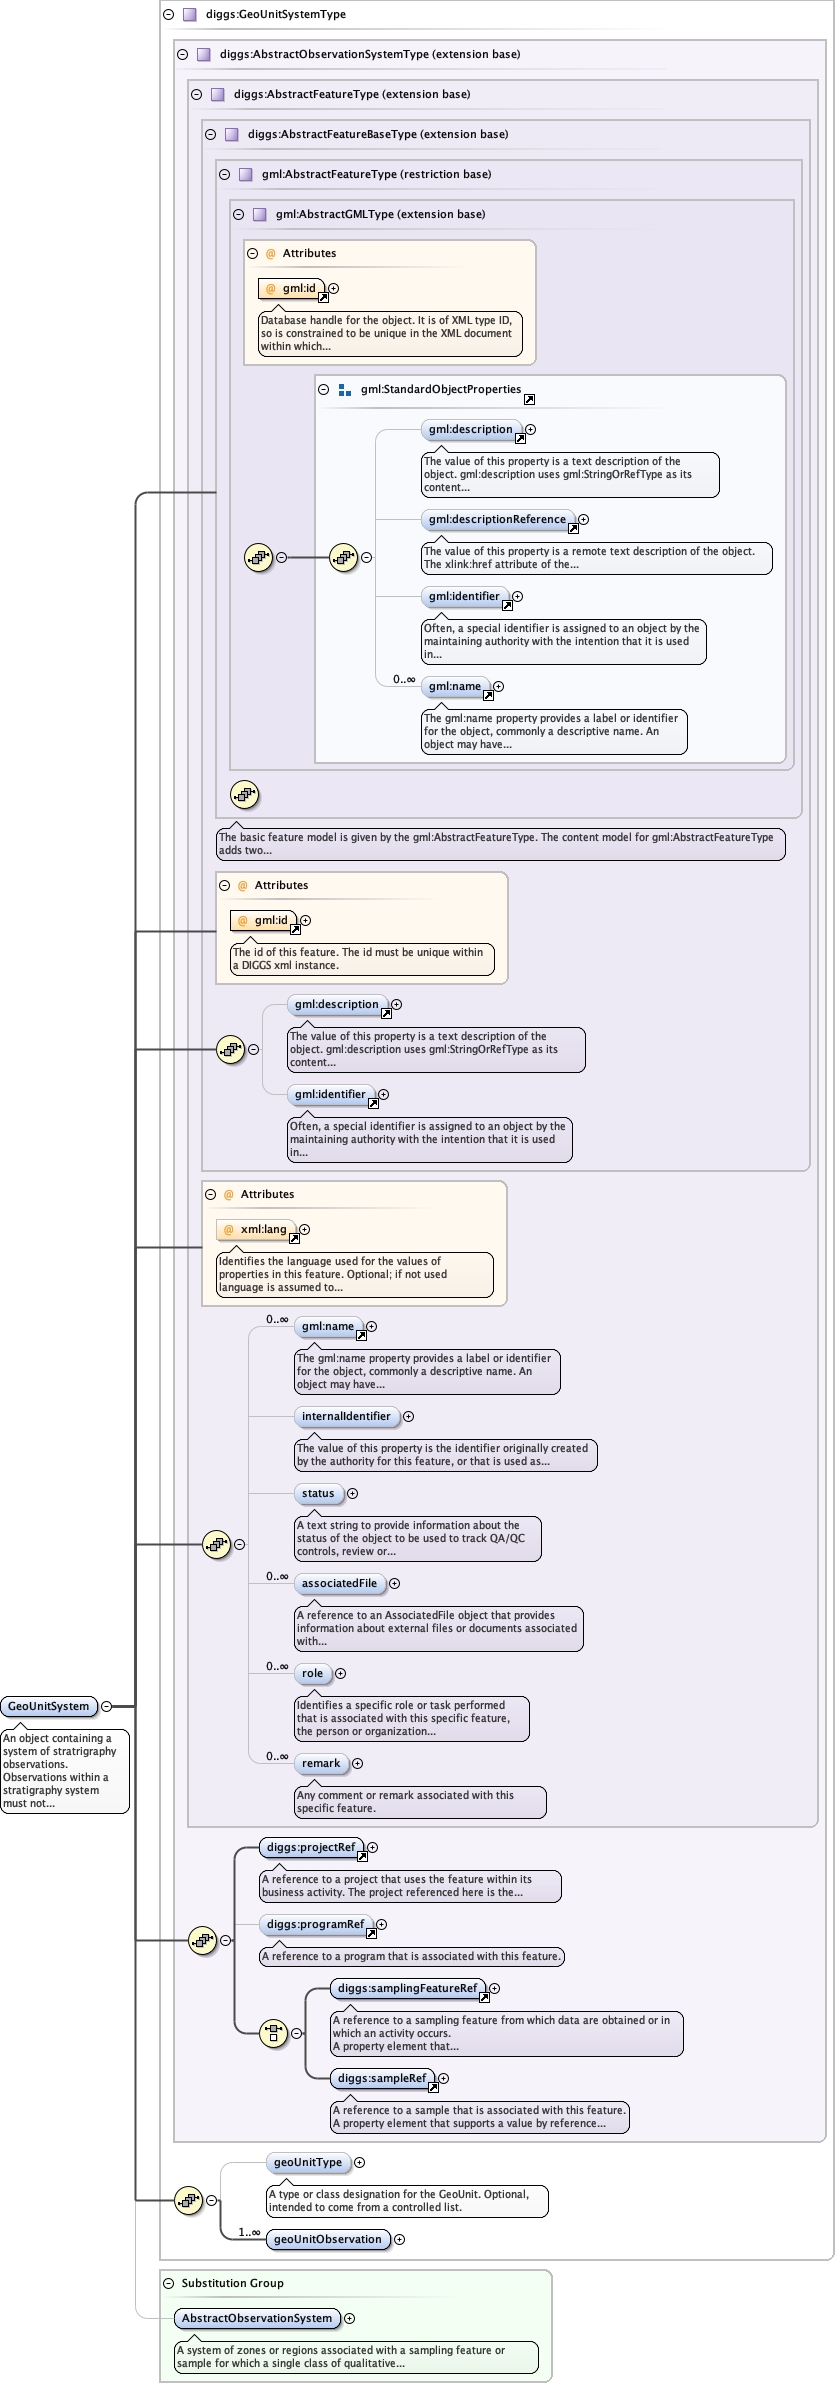 diggs:GeoUnitSystemType
diggs:AbstractObservationSystemType (extension base)
diggs:AbstractFeatureType (extension base)
diggs:AbstractFeatureBaseType (extension base)
gml:AbstractFeatureType (restriction base)
gml:AbstractGMLType (extension base)
@ Attributes
@ gml:id
Database handle for the object. It is of XML type ID,
so is constrained to be unique in the XML document
within which...
gml:StandardObjectProperties
gml:description
The value of this property is a text description of the
object. gml:description uses gml:StringOrRefType as its
content...
gml:descriptionReference
The value of this property is a remote text description of the object.
The xlink:href attribute of the...
gml:identifier
Often, a special identifier is assigned to an object by the
maintaining authority with the intention that it is used
in...
0..∞
gml:name
The gml:name property provides a label or identifier
for the object, commonly a descriptive name. An
object may have...
The basic feature model is given by the gml:AbstractFeatureType. The content model for gml:AbstractFeatureType
adds two...
@ Attributes
@ gml:id
The id of this feature. The id must be unique within
a DIGGS xml instance.
gml:description
The value of this property is a text description of the
object. gml:description uses gml:StringOrRefType as its
content...
gml:identifier
Often, a special identifier is assigned to an object by the
maintaining authority with the intention that it is used
in...
@ Attributes
@ xml:lang
Identifies the language used for the values of
properties in this feature. Optional; if not used
language is assumed to...
0..∞
gml:name
The gml:name property provides a label or identifier
for the object, commonly a descriptive name. An
object may have...
internalIdentifier
The value of this property is the identifier originally created
by the authority for this feature, or that is used as...
status
A text string to provide information about the
status of the object to be used to track QA/QC
controls, review or...
0..∞
associatedFile
A reference to an AssociatedFile object that provides
information about external files or documents associated
with...
0..∞
role
Identifies a specific role or task performed
that is associated with this specific feature,
the person or organization...
0..∞
remark
Any comment or remark associated with this
specific feature.
GeoUnitSystem
An object containing a
system of stratrigraphy
observations.
Observations within a
stratigraphy system
must not...
diggs:projectRef
A reference to a project that uses the feature within its
business activity. The project referenced here is the...
diggs:programRef
A reference to a program that is associated with this feature.
diggs:samplingFeatureRef
A reference to a sampling feature from which data are obtained or in
which an activity occurs.
A property element that...
diggs:sampleRef
A reference to a sample that is associated with this feature.
A property element that supports a value by reference...
geoUnitType
A type or class designation for the GeoUnit. Optional,
intended to come from a controlled list.
1..∞
geoUnitObservation
Substitution Group
AbstractObservationSystem
A system of zones or regions associated with a sampling feature or
sample for which a single class of qualitative...